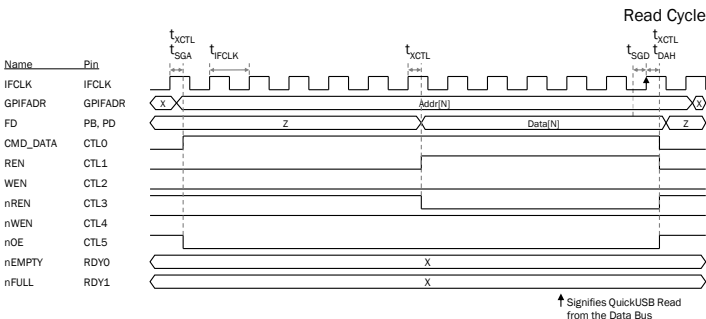 Read Cycle
tXCTL tXCTL
tSGA tIFCLK tXCTL tSGD tDAH
Name Pin
IFCLK IFCLK
GPIFADR GPIFADR X Addr[N] X
FD PB, PD Z Data[N] Z
CMD_DATA CTL0
REN CTL1
WEN CTL2
nREN CTL3
nWEN CTL4
nOE CTL5
nEMPTY RDY0 X
nFULL RDY1 X
Signifies QuickUSB Read
from the Data Bus